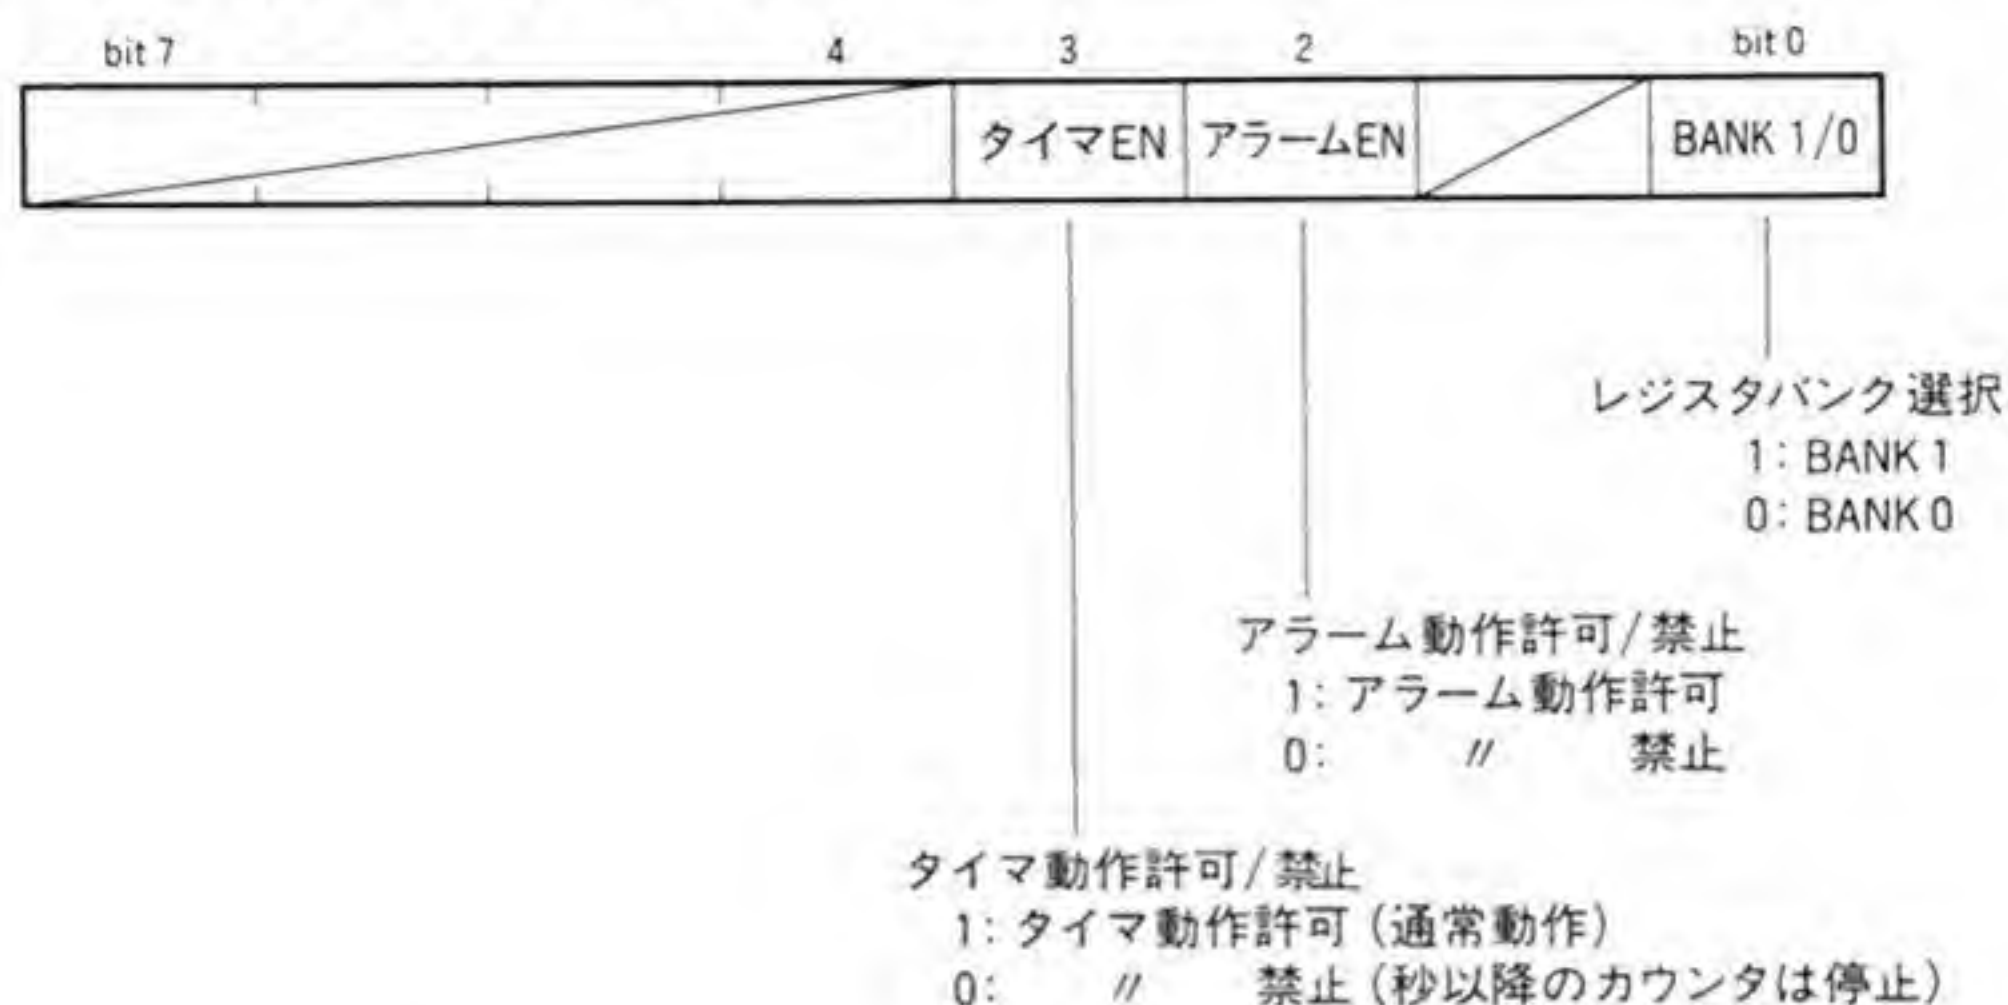 bit 7 4 3 2 bit 0
タイマEN アラームEN BANK 1/0
レジスタバンク選択
1: BANK 1
0: BANK 0
アラーム動作許可/禁止
1: アラーム動作許可
0: 〃 禁止
タイマ動作許可/禁止
1: タイマ動作許可 (通常動作)
0: 〃 禁止 (秒以降のカウンタは停止)